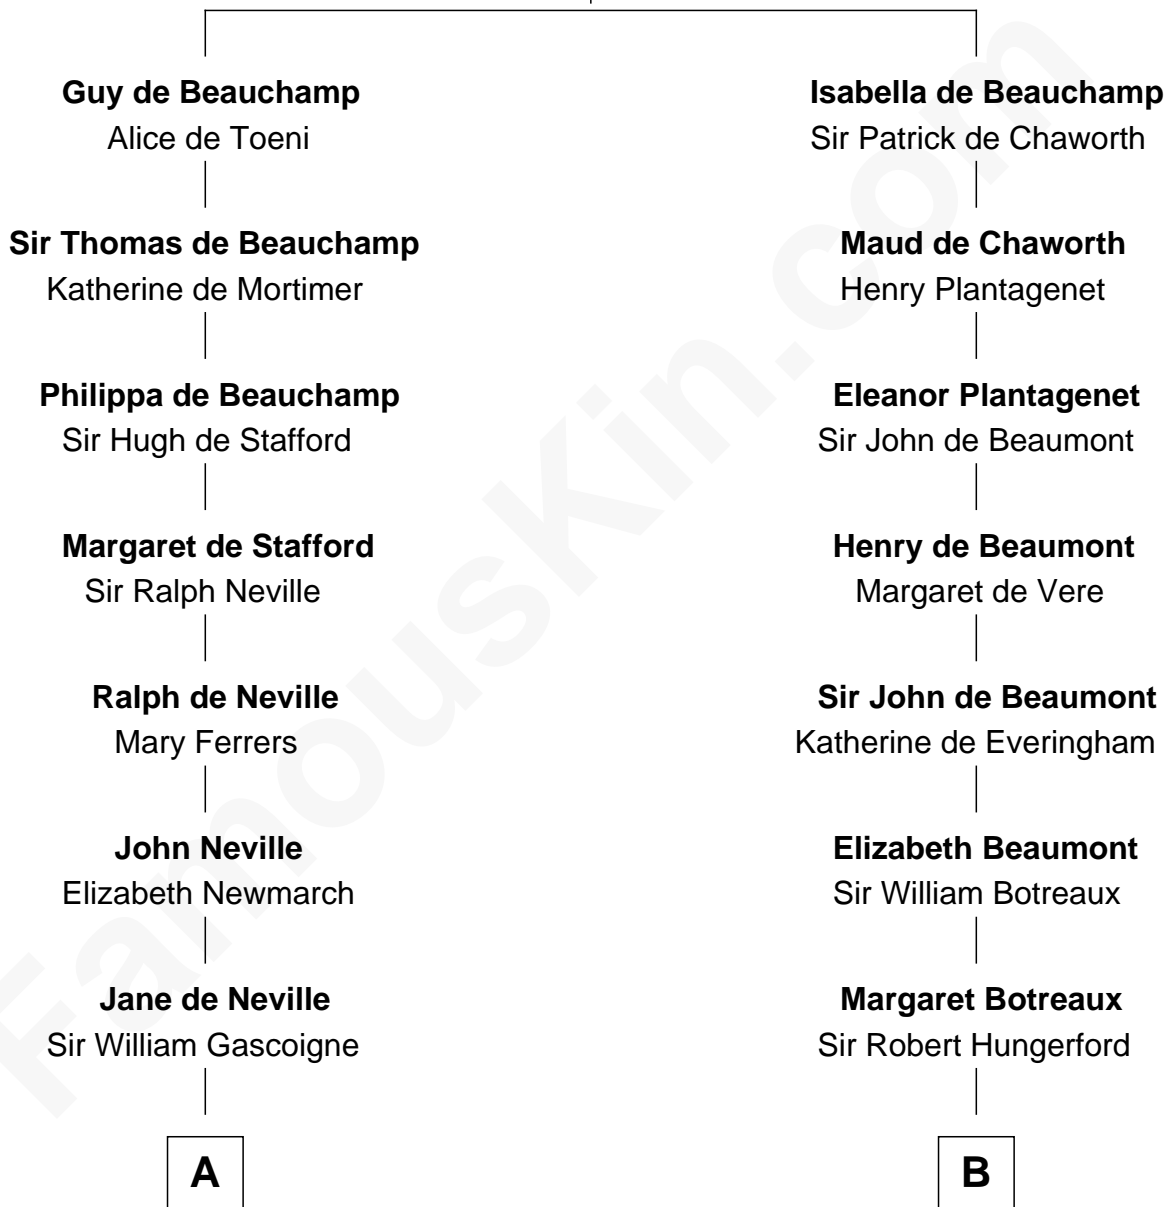 Guy de Beauchamp
Alice de Toeni
Sir Thomas de Beauchamp
Katherine de Mortimer
Philippa de Beauchamp
Sir Hugh de Stafford
Margaret de Stafford
Sir Ralph Neville
Ralph de Neville
Mary Ferrers
John Neville
Elizabeth Newmarch
Jane de Neville
Sir William Gascoigne
A
Isabella de Beauchamp
Sir Patrick de Chaworth
Maud de Chaworth
Henry Plantagenet
Eleanor Plantagenet
Sir John de Beaumont
Henry de Beaumont
Margaret de Vere
Sir John de Beaumont
Katherine de Everingham
Elizabeth Beaumont
Sir William Botreaux
Margaret Botreaux
Sir Robert Hungerford
B
FamousKin.com